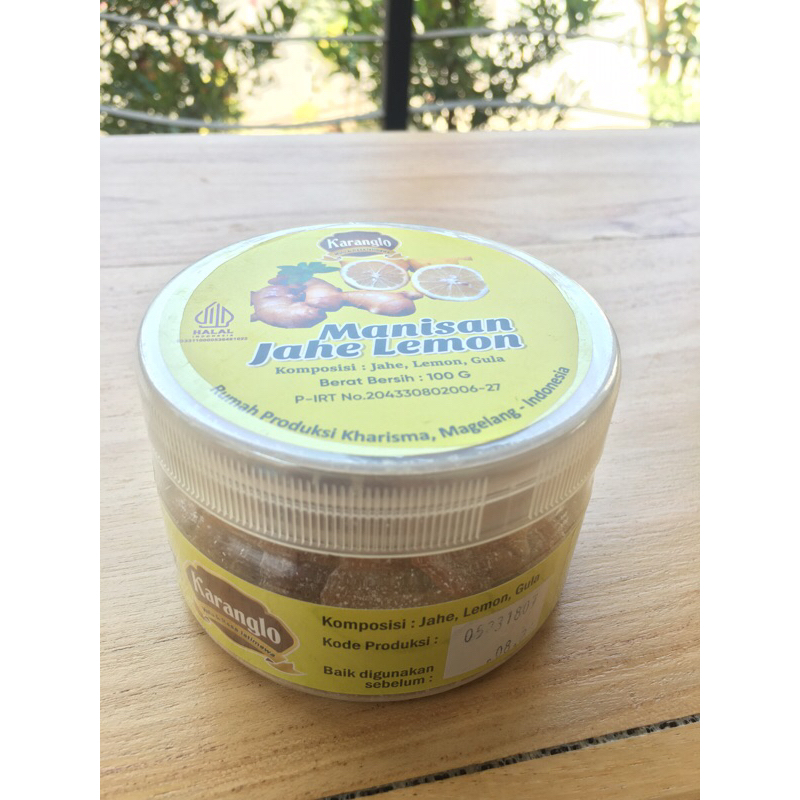 Karanglo
HALAL
INDONESIA
Manisan
Jahe Lemon
Komposisi : Jahe, Lemon, Gula
Berat Bersih : 100 G
P-IRT No.204330802006-27
Rumah Produksi Kharisma, Magelang - Indonesia
Karanglo
Komposisi : Jahe, Lemon, Gula
Kode Produksi :
Baik digunakan
sebelum :